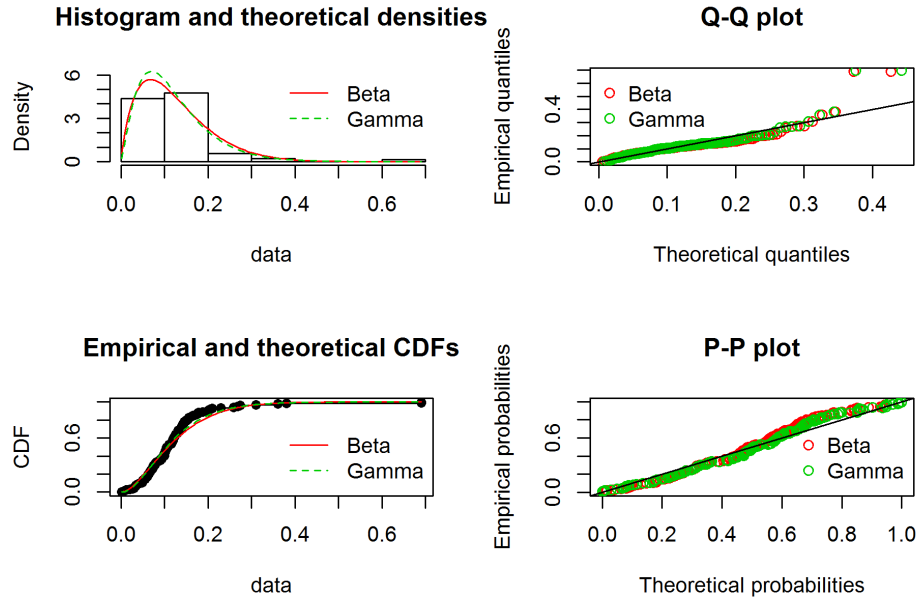 Histogram and theoretical densities
Density
6
3
0
Beta
Gamma
0.0 0.2 0.4 0.6
data
Q-Q plot
Empirical quantiles
0.4
0.0
Beta
Gamma
0.0 0.1 0.2 0.3 0.4
Theoretical quantiles
Empirical and theoretical CDFs
CDF
0.6
0.0
Beta
Gamma
0.0 0.2 0.4 0.6
data
P-P plot
Empirical probabilities
0.6
0.0
Beta
Gamma
0.0 0.2 0.4 0.6 0.8 1.0
Theoretical probabilities